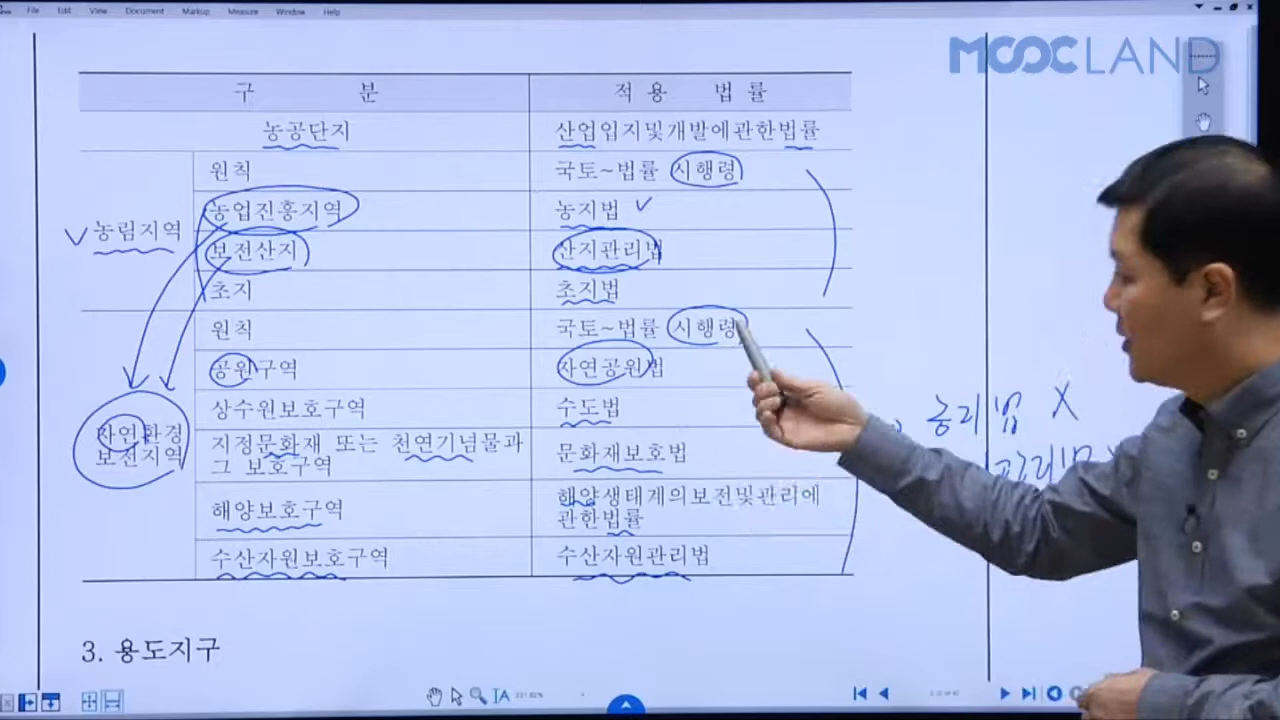 File Edit View Document Markup Measure Window Help
MOOCLAND
구 분 적용 법률
농공단지 산업입지및개발에관한법률
농림지역
원칙 국토~법률 시행령
농업진흥지역 농지법
보전산지 산지관리법
초지 초지법
자연환경
보전지역
원칙 국토~법률 시행령
공원구역 자연공원법
상수원보호구역 수도법
지정문화재 또는 천연기념물과
그 보호구역
문화재보호법
해양보호구역
해양생태계의보전및관리에
관한법률
수산자원보호구역 수산자원관리법
3. 용도지구